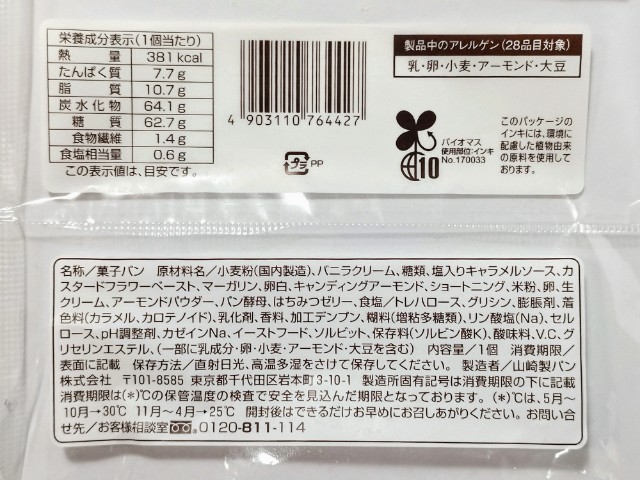 栄養成分表示(1個当たり)
熱量 381kcal
たんぱく質 7.7g
脂質 10.7g
炭水化物 64.1g
糖質 62.7g
食物繊維 1.4g
食塩相当量 0.6g
この表示値は、目安です。
4 903110 764427
プラ PP
製品中のアレルゲン(28品目対象)
乳・卵・小麦・アーモンド・大豆
バイオマス
使用部位:インキ
No.170033
10
このパッケージの
インキには、環境に
配慮した植物由来
の原料を使用して
おります。
名称/菓子パン 原材料名/小麦粉(国内製造)、バニラクリーム、糖類、塩入りキャラメルソース、カ
スタードフラワーペースト、マーガリン、卵白、キャンディングアーモンド、ショートニング、米粉、卵、生
クリーム、アーモンドパウダー、パン酵母、はちみつゼリー、食塩/トレハロース、グリシン、膨脹剤、着
色料(カラメル、カロテノイド)、乳化剤、香料、加工デンプン、糊料(増粘多糖類)、リン酸塩(Na)、セル
ロース、pH調整剤、カゼインNa、イーストフード、ソルビット、保存料(ソルビン酸K)、酸味料、V.C、グ
リセリンエステル、(一部に乳成分・卵・小麦・アーモンド・大豆を含む) 内容量/1個 消費期限/
表面に記載 保存方法/直射日光、高温多湿をさけて保存してください。 製造者/山崎製パン
株式会社 〒101-8585 東京都千代田区岩本町3-10-1 製造所固有記号は消費期限の下に記載
消費期限は(*)℃の保管温度の検査で安全を見込んだ期限となっております。(*)℃は、5月〜
10月→30℃ 11月〜4月→25℃ 開封後はできるだけお早めにお召しあがりください。 お問い合
せ先/お客様相談室 0120-811-114